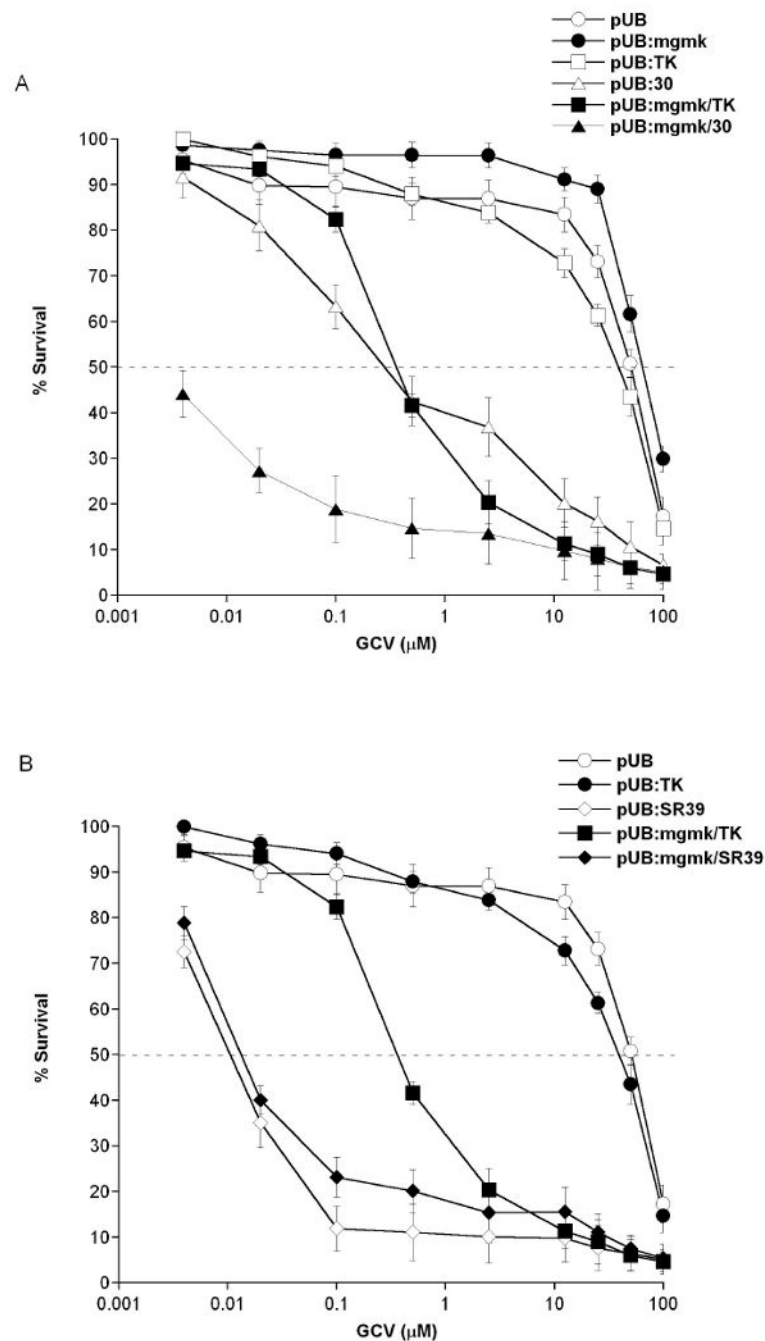 pUB
pUB:mgmk
pUB:TK
pUB:30
pUB:mgmk/TK
pUB:mgmk/30
A
100
90
80
70
60
50
40
30
20
10
0
% Survival
0.001
0.01
0.1
1
10
100
GCV (μM)
B
pUB
pUB:TK
pUB:SR39
pUB:mgmk/TK
pUB:mgmk/SR39
100
90
80
70
60
50
40
30
20
10
0
% Survival
0.001
0.01
0.1
1
10
100
GCV (μM)